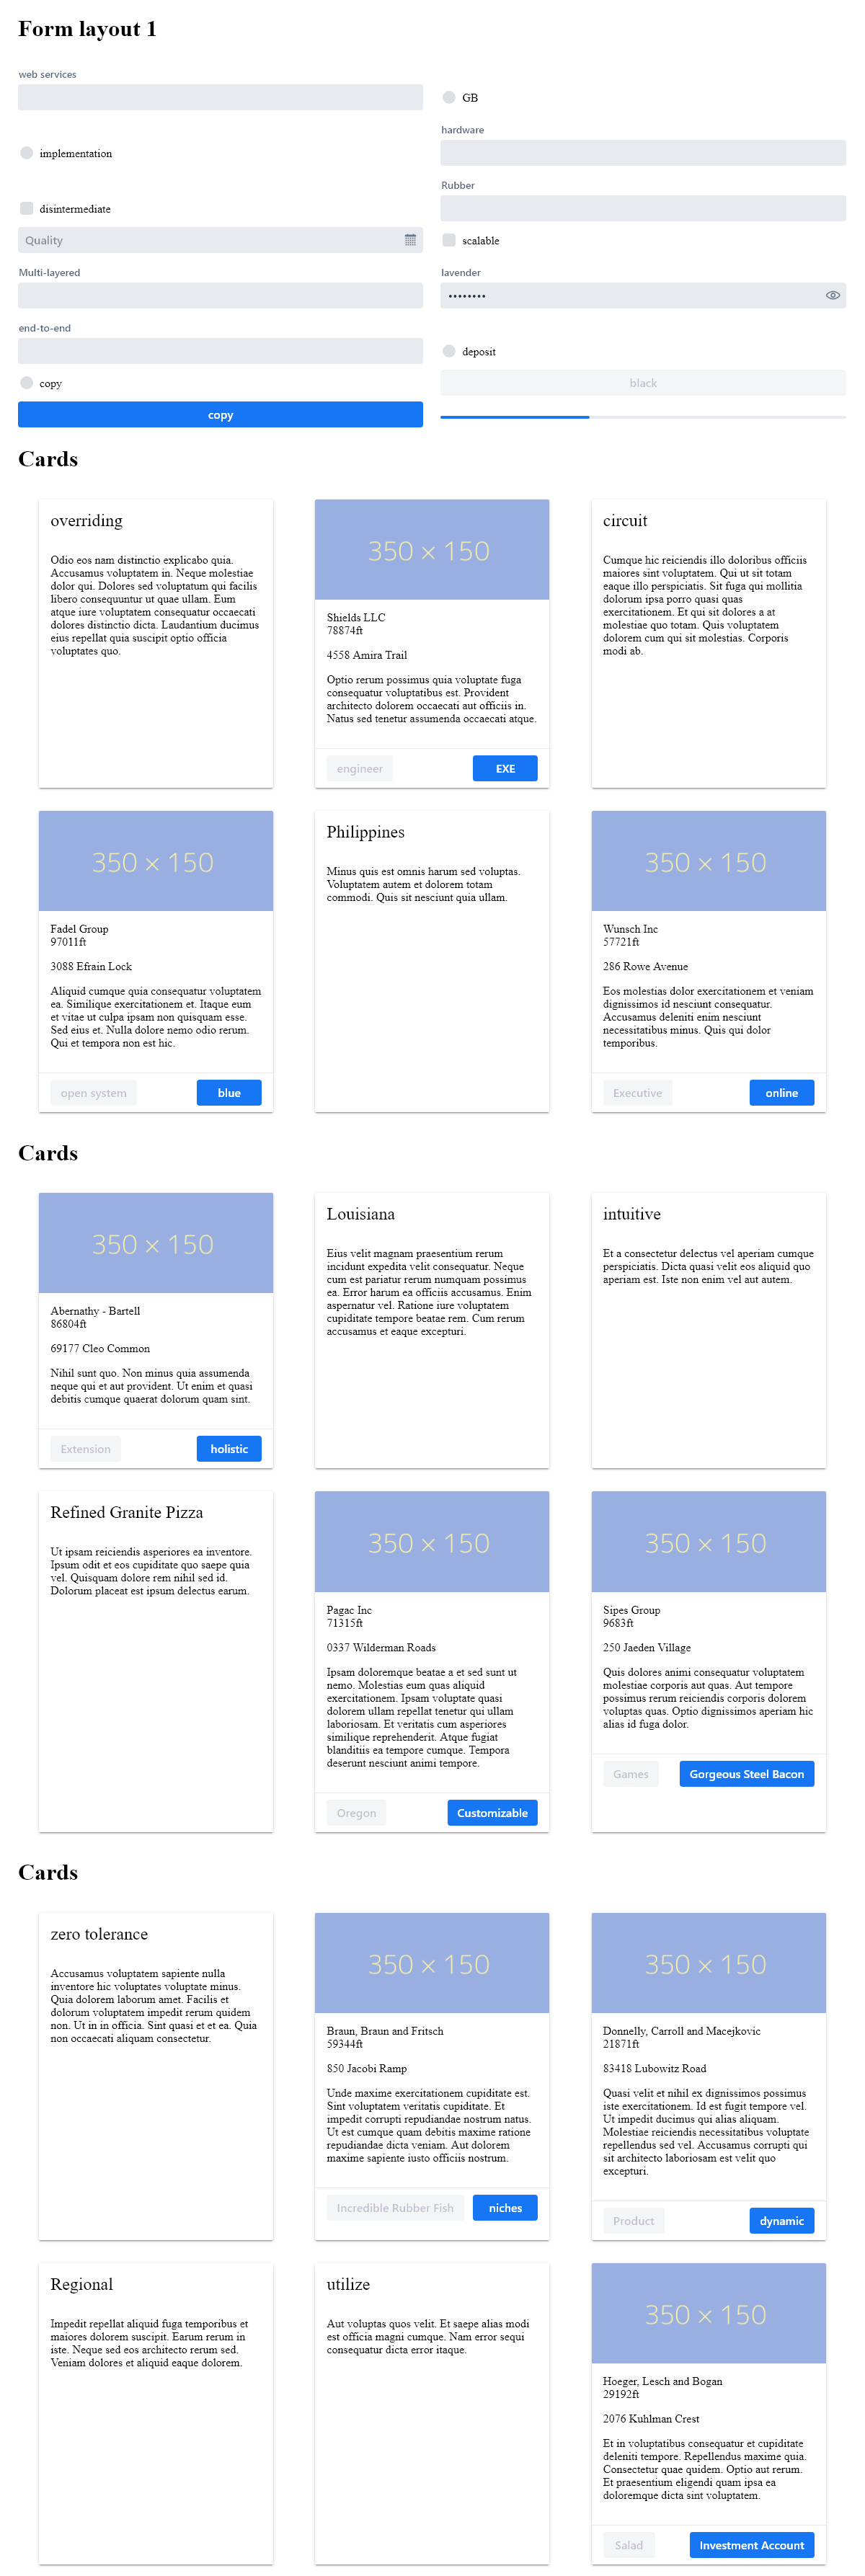 Form layout 1
web services
GB
implementation
hardware
disintermediate
Rubber
Quality
scalable
Multi-layered
lavender
••••••••
end-to-end
deposit
copy
black
copy
Cards
overriding
Odio eos nam distinctio explicabo quia.
Accusamus voluptatem in. Neque molestiae
dolor qui. Dolores sed voluptatum qui facilis
libero consequuntur ut quae ullam. Eum
atque iure voluptatem consequatur occaecati
dolores distinctio dicta. Laudantium ducimus
eius repellat quia suscipit optio officia
voluptates quo.
350 × 150
Shields LLC
78874ft
4558 Amira Trail
Optio rerum possimus quia voluptate fuga
consequatur voluptatibus est. Provident
architecto dolorem occaecati aut officiis in.
Natus sed tenetur assumenda occaecati atque.
engineer
EXE
circuit
Cumque hic reiciendis illo doloribus officiis
maiores sint voluptatem. Qui ut sit totam
eaque illo perspiciatis. Sit fuga qui mollitia
dolorum ipsa porro quasi quas
exercitationem. Et qui sit dolores a at
molestiae quo totam. Quis voluptatem
dolorem cum qui sit molestias. Corporis
modi ab.
350 × 150
Fadel Group
97011ft
3088 Efrain Lock
Aliquid cumque quia consequatur voluptatem
ea. Similique exercitationem et. Itaque eum
et vitae ut culpa ipsam non quisquam esse.
Sed eius et. Nulla dolore nemo odio rerum.
Qui et tempora non est hic.
open system
blue
Philippines
Minus quis est omnis harum sed voluptas.
Voluptatem autem et dolorem totam
commodi. Quis sit nesciunt quia ullam.
350 × 150
Wunsch Inc
57721ft
286 Rowe Avenue
Eos molestias dolor exercitationem et veniam
dignissimos id nesciunt consequatur.
Accusamus deleniti enim nesciunt
necessitatibus minus. Quis qui dolor
temporibus.
Executive
online
Cards
350 × 150
Abernathy - Bartell
86804ft
69177 Cleo Common
Nihil sunt quo. Non minus quia assumenda
neque qui et aut provident. Ut enim et quasi
debitis cumque quaerat dolorum quam sint.
Extension
holistic
Louisiana
Eius velit magnam praesentium rerum
incidunt expedita velit consequatur. Neque
cum est pariatur rerum numquam possimus
ea. Error harum ea officiis accusamus. Enim
aspernatur vel. Ratione iure voluptatem
cupiditate tempore beatae rem. Cum rerum
accusamus et eaque excepturi.
intuitive
Et a consectetur delectus vel aperiam cumque
perspiciatis. Dicta quasi velit eos aliquid quo
aperiam est. Iste non enim vel aut autem.
Refined Granite Pizza
Ut ipsam reiciendis asperiores ea inventore.
Ipsum odit et eos cupiditate quo saepe quia
vel. Quisquam dolore rem nihil sed id.
Dolorum placeat est ipsum delectus earum.
350 × 150
Pagac Inc
71315ft
0337 Wilderman Roads
Ipsam doloremque beatae a et sed sunt ut
nemo. Molestias eum quas aliquid
exercitationem. Ipsam voluptate quasi
dolorem ullam repellat tenetur qui ullam
laboriosam. Et veritatis cum asperiores
similique reprehenderit. Atque fugiat
blanditiis ea tempore cumque. Tempora
deserunt nesciunt animi tempore.
Oregon
Customizable
350 × 150
Sipes Group
9683ft
250 Jaeden Village
Quis dolores animi consequatur voluptatem
molestiae corporis aut quas. Aut tempore
possimus rerum reiciendis corporis dolorem
voluptas quas. Optio dignissimos aperiam hic
alias id fuga dolor.
Games
Gorgeous Steel Bacon
Cards
zero tolerance
Accusamus voluptatem sapiente nulla
inventore hic voluptates voluptate minus.
Quia dolorem laborum amet. Facilis et
dolorum voluptatem impedit rerum quidem
non. Ut in in officia. Sint quasi et et ea. Quia
non occaecati aliquam consectetur.
350 × 150
Braun, Braun and Fritsch
59344ft
850 Jacobi Ramp
Unde maxime exercitationem cupiditate est.
Sint voluptatem veritatis cupiditate. Et
impedit corrupti repudiandae nostrum natus.
Ut est cumque quam debitis maxime ratione
repudiandae dicta veniam. Aut dolorem
maxime sapiente iusto officiis nostrum.
Incredible Rubber Fish
niches
350 × 150
Donnelly, Carroll and Macejkovic
21871ft
83418 Lubowitz Road
Quasi velit et nihil ex dignissimos possimus
iste exercitationem. Id est fugit tempore vel.
Ut impedit ducimus qui alias aliquam.
Molestiae reiciendis necessitatibus voluptate
repellendus sed vel. Accusamus corrupti qui
sit architecto laboriosam est velit quo
excepturi.
Product
dynamic
Regional
Impedit repellat aliquid fuga temporibus et
maiores dolorem suscipit. Earum rerum in
iste. Neque sed eos architecto rerum sed.
Veniam dolores et aliquid eaque dolorem.
utilize
Aut voluptas quos velit. Et saepe alias modi
est officia magni cumque. Nam error sequi
consequatur dicta error itaque.
350 × 150
Hoeger, Lesch and Bogan
29192ft
2076 Kuhlman Crest
Et in voluptatibus consequatur et cupiditate
deleniti tempore. Repellendus maxime quia.
Consectetur quae quidem. Optio aut rerum.
Et praesentium eligendi quam ipsa ea
doloremque dicta sint voluptatem.
Salad
Investment Account